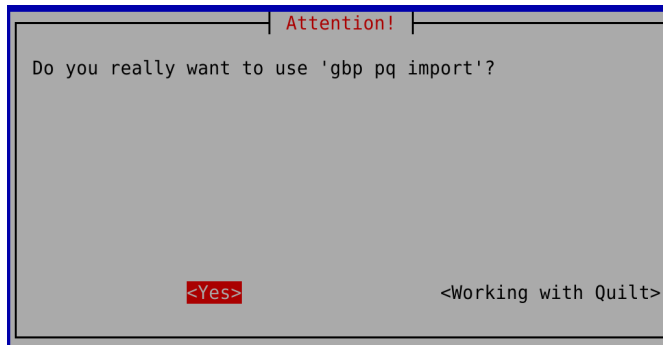 Attention!
Do you really want to use 'gbp pq import'?
<Yes> <Working with Quilt>